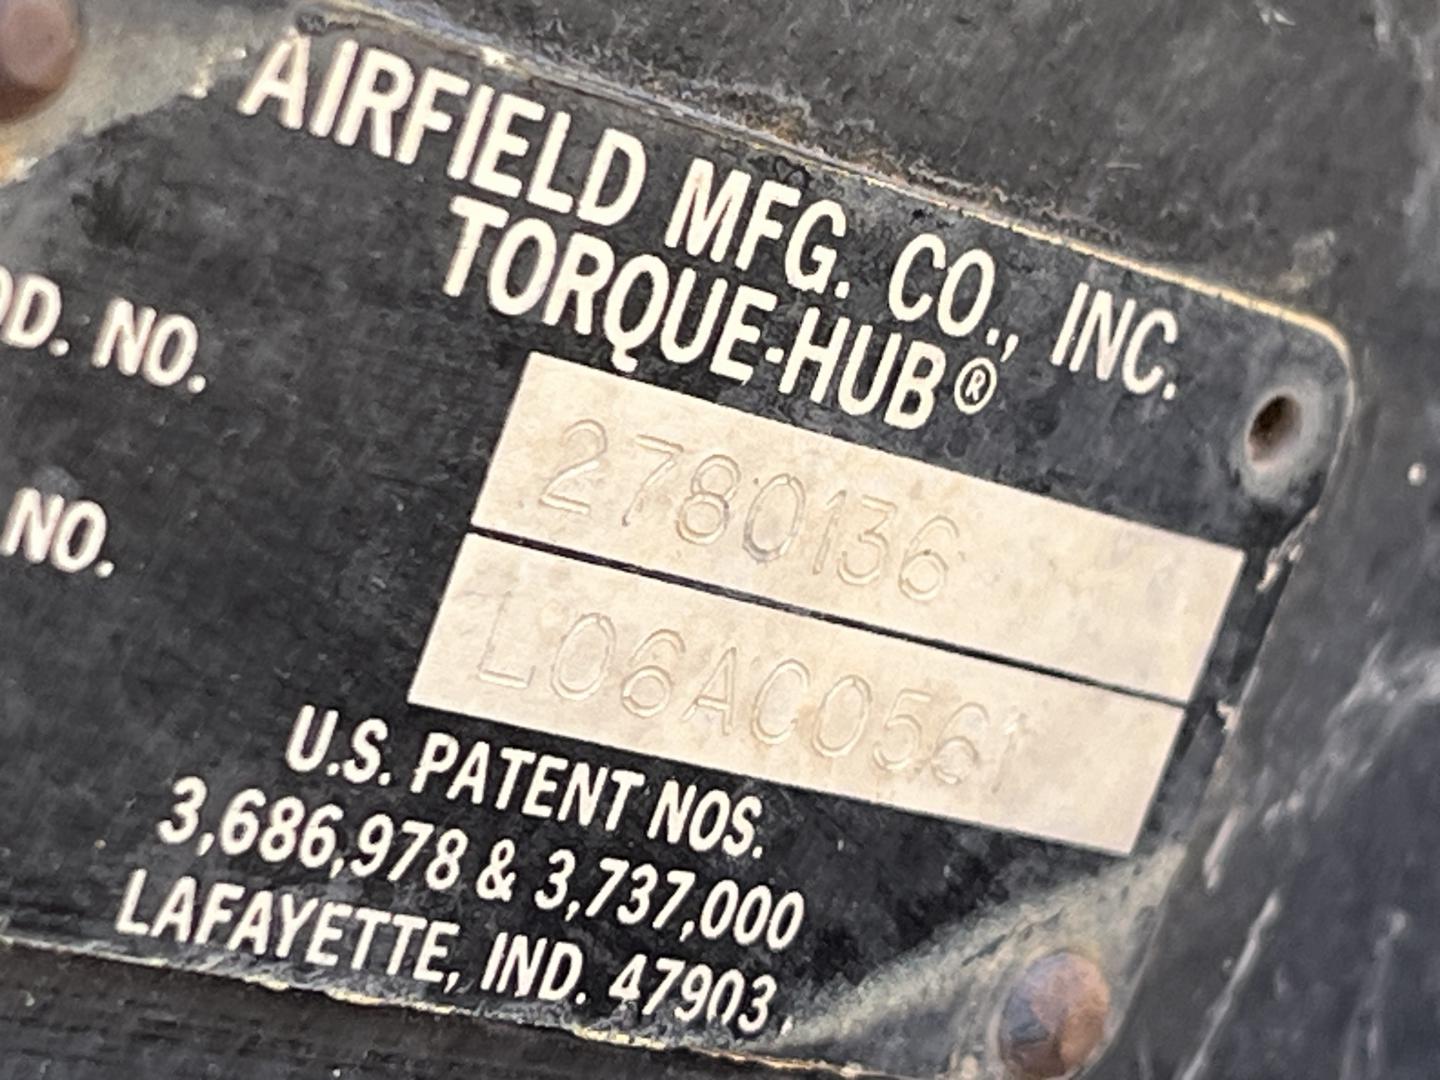 AIRFIELD MFG. CO., INC.
TORQUE-HUB®
OD. NO. 2780136
NO. L06AC0561
U.S. PATENT NOS.
3,686,978 & 3,737,000
LAFAYETTE, IND. 47903